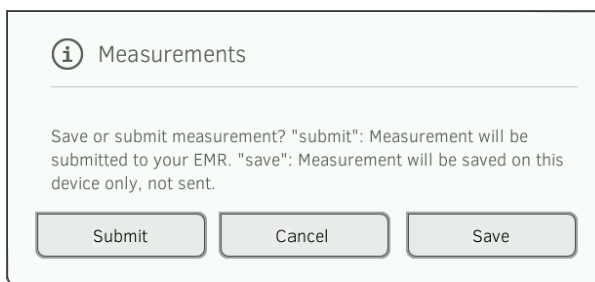 Measurements
Save or submit measurement? "submit": Measurement will be
submitted to your EMR. "save": Measurement will be saved on this
device only, not sent.
Submit
Cancel
Save